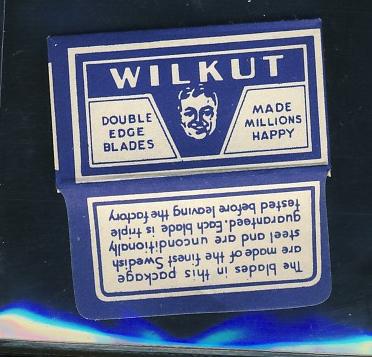 WILKUT
DOUBLE
EDGE
BLADES
MADE
MILLIONS
HAPPY
The blades in this package
are made of the finest Swedish
steel and are unconditionally
guaranteed. Each blade is triple
tested before leaving the factory